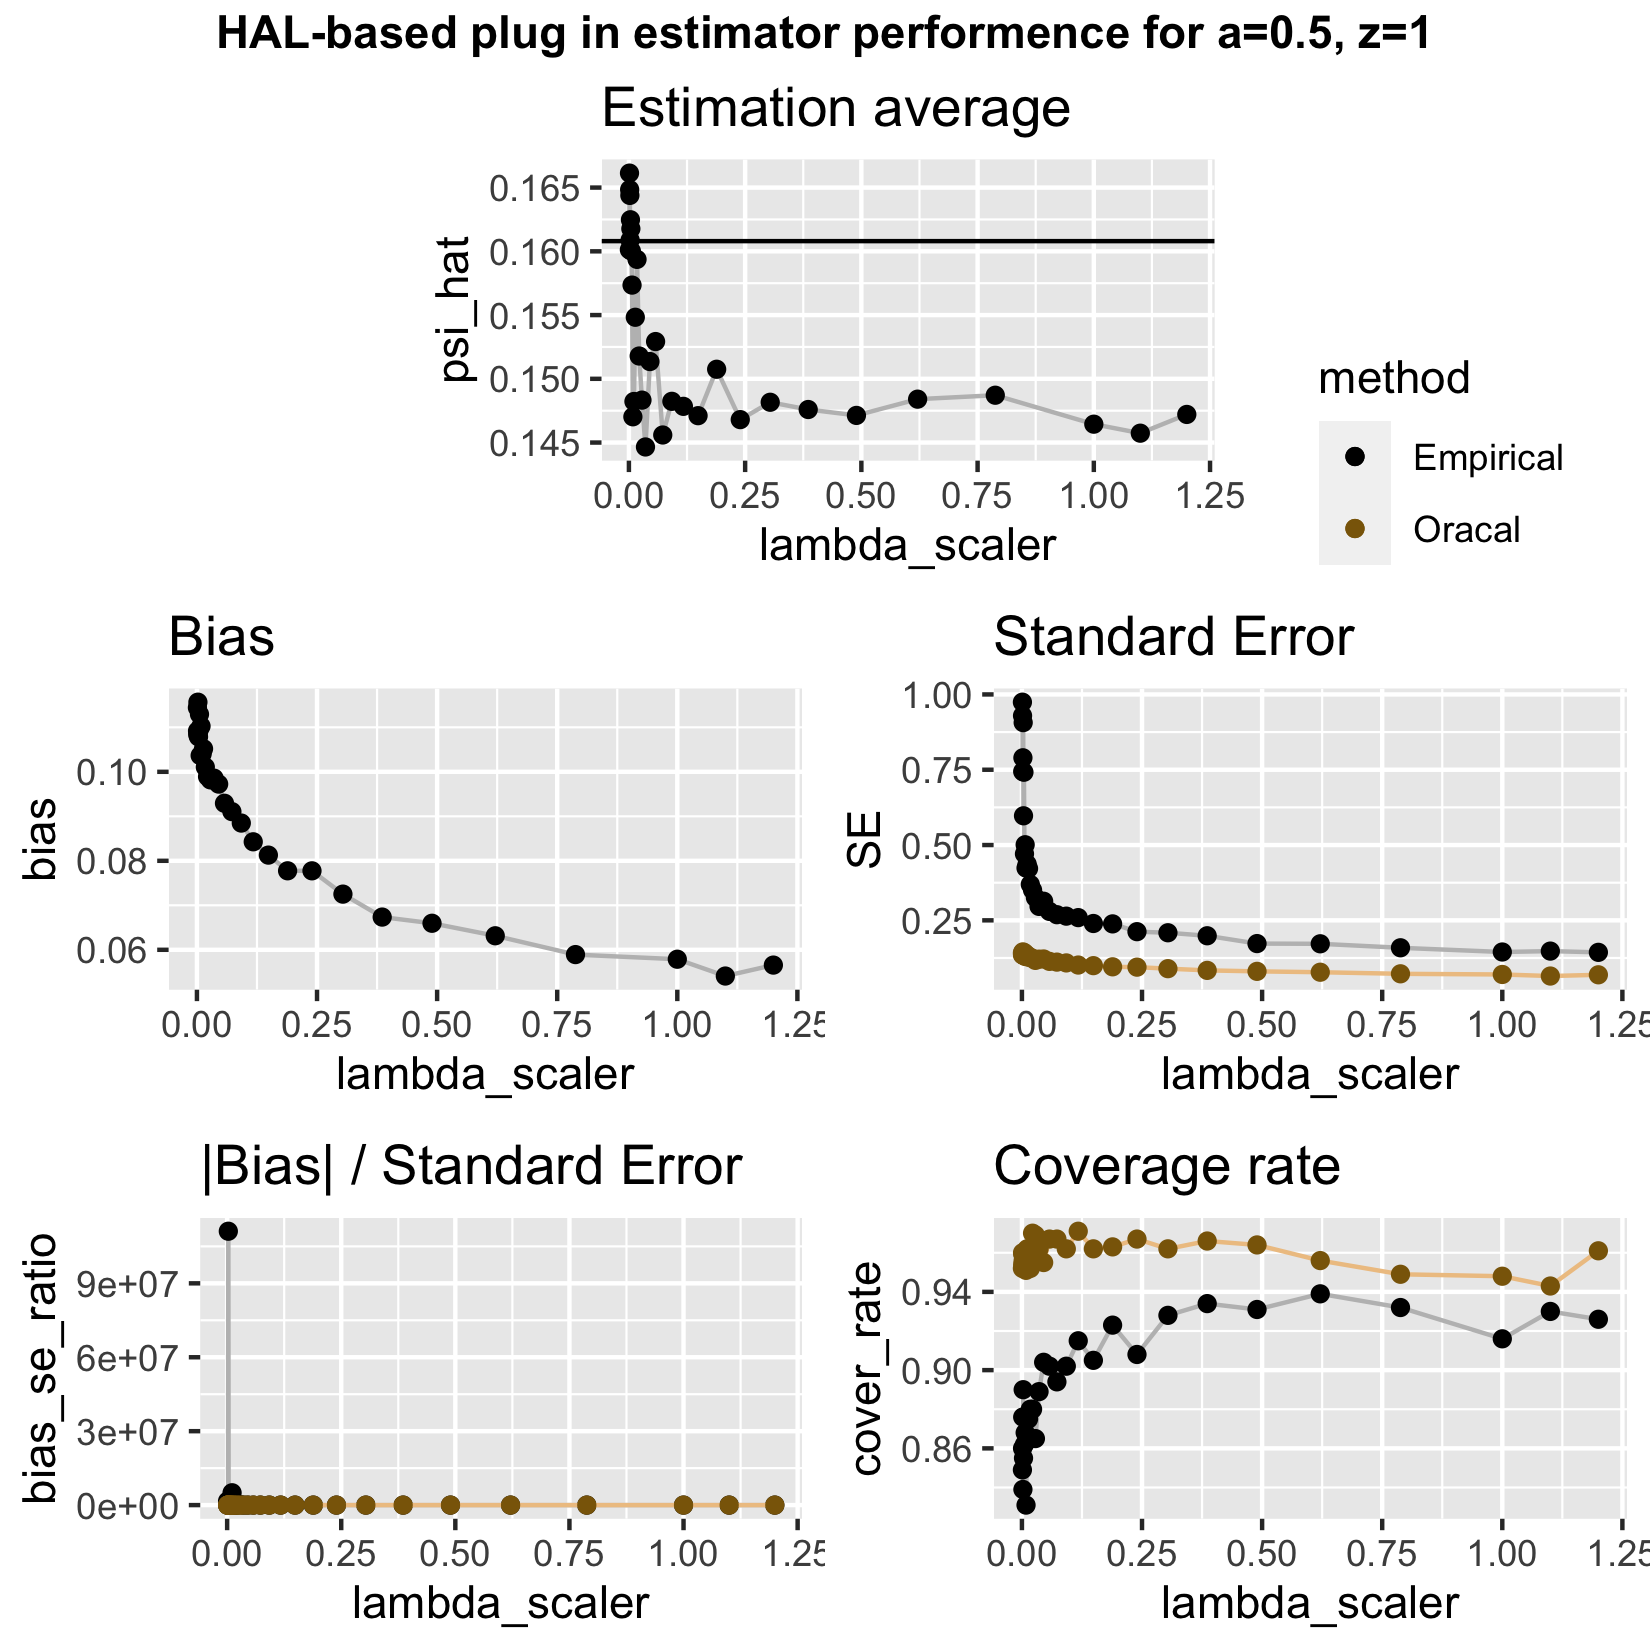 HAL-based plug in estimator performence for a=0.5, z=1
Estimation average
psi_hat
0.165
0.160
0.155
0.150
0.145
0.00 0.25 0.50 0.75 1.00 1.25
lambda_scaler
method
Empirical
Oracal
Bias
bias
0.10
0.08
0.06
0.00 0.25 0.50 0.75 1.00 1.25
lambda_scaler
Standard Error
SE
1.00
0.75
0.50
0.25
0.00 0.25 0.50 0.75 1.00 1.25
lambda_scaler
|Bias| / Standard Error
bias_se_ratio
9e+07
6e+07
3e+07
0e+00
0.00 0.25 0.50 0.75 1.00 1.25
lambda_scaler
Coverage rate
cover_rate
0.94
0.90
0.86
0.00 0.25 0.50 0.75 1.00 1.25
lambda_scaler